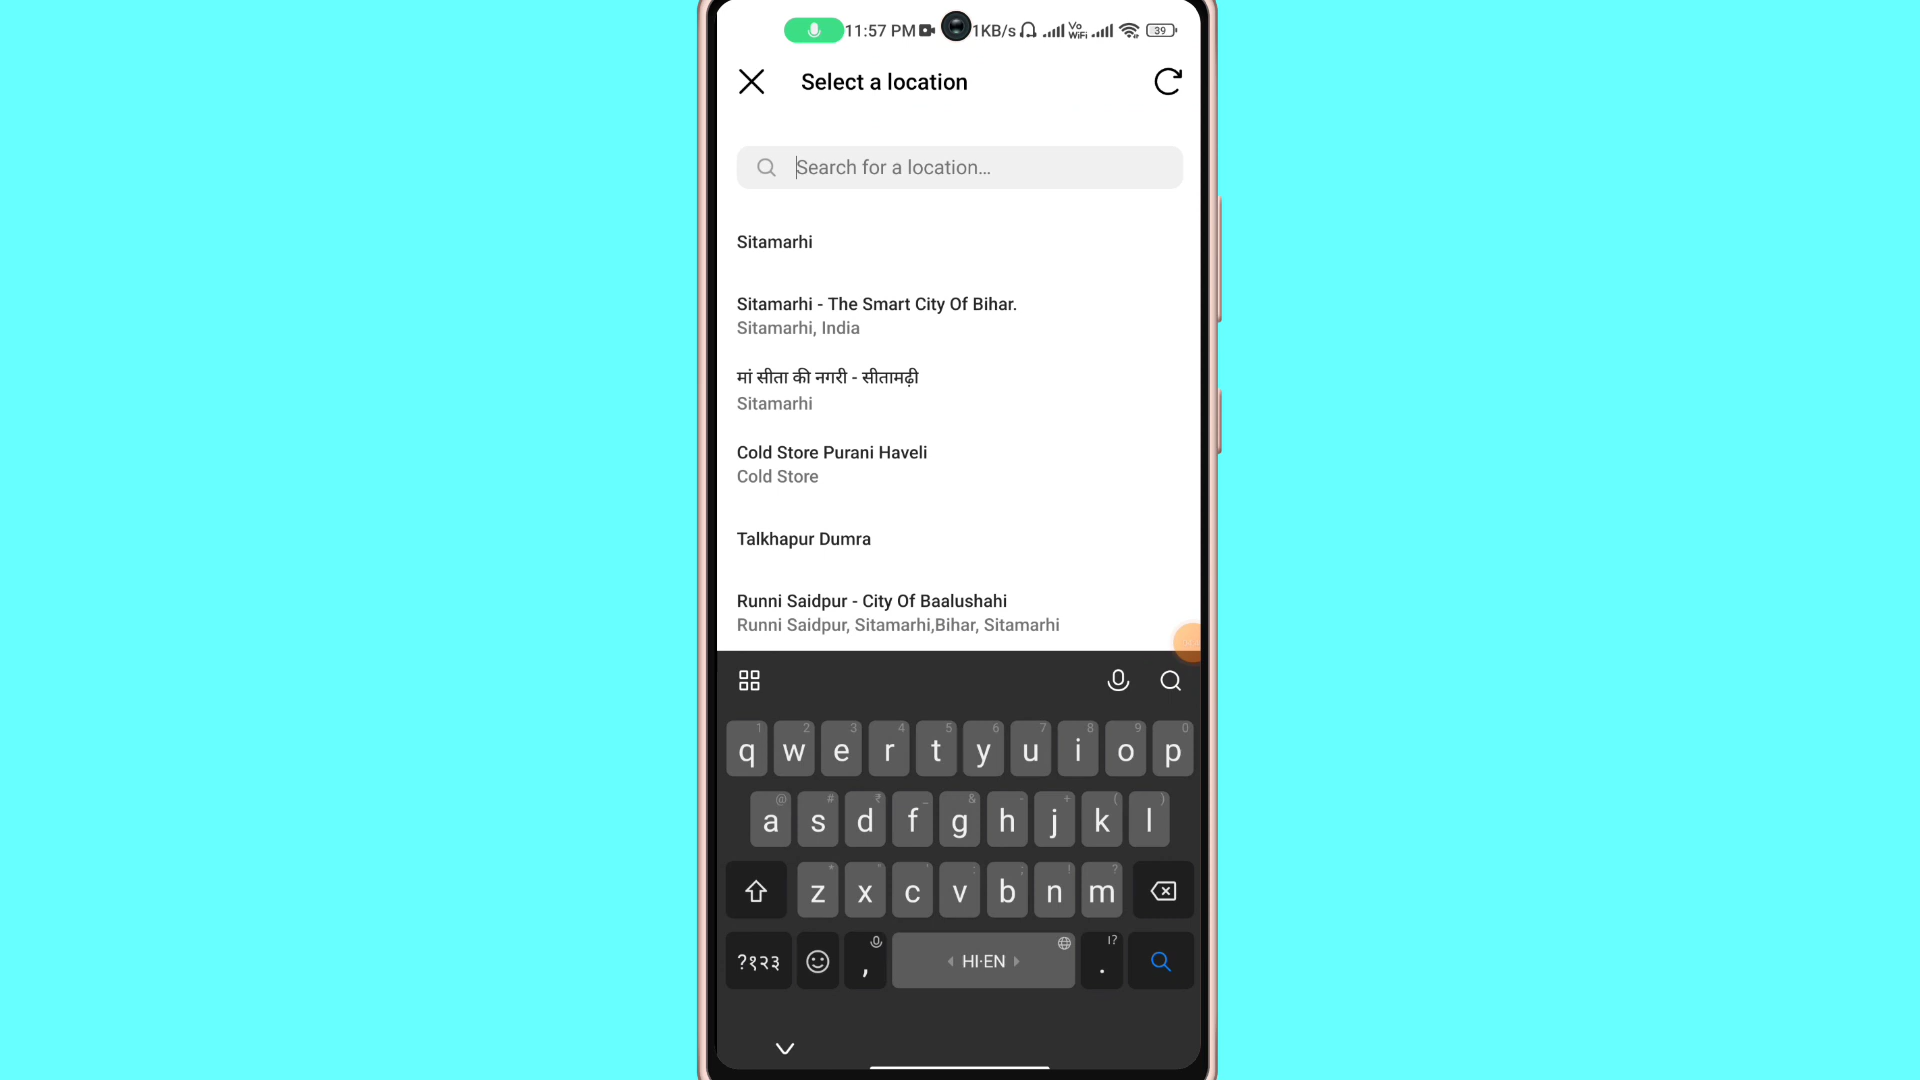 11:57 PM 1KB/s Vo WiFi 39
Select a location
Search for a location...
Sitamarhi
Sitamarhi - The Smart City Of Bihar.
Sitamarhi, India
मां सीता की नगरी - सीतामढ़ी
Sitamarhi
Cold Store Purani Haveli
Cold Store
Talkhapur Dumra
Runni Saidpur - City Of Baalushahi
Runni Saidpur, Sitamarhi,Bihar, Sitamarhi
1 2 3 4 5 6 7 8 9 0
q w e r t y u i o p
@ # ₹ _ & - + ( )
a s d f g h j k l
* " ' : ; ! ?
z x c v b n m
!?
?१२३ , HI·EN .